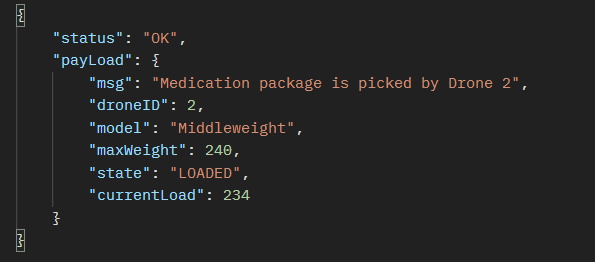 {
    "status": "OK",
    "payLoad": {
        "msg": "Medication package is picked by Drone 2",
        "droneID": 2,
        "model": "Middleweight",
        "maxWeight": 240,
        "state": "LOADED",
        "currentLoad": 234
    }
}